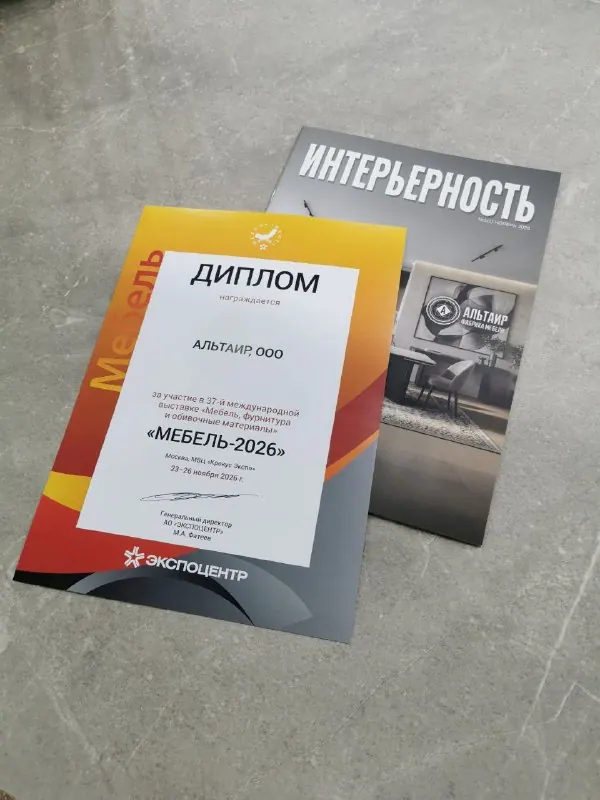 Мебель
ДИПЛОМ
награждается
АЛЬТАИР, ООО
за участие в 37-й международной
выставке «Мебель, фурнитура
и обивочные материалы»
«МЕБЕЛЬ-2026»
Москва, МВЦ «Крокус Экспо»
23–26 ноября 2026 г.
Генеральный директор
АО «ЭКСПОЦЕНТР»
М.А. Фатеев
ЭКСПОЦЕНТР
ИНТЕРЬЕРНОСТЬ
2026
АЛЬТАИР
ФАБРИКА МЕБЕЛИ